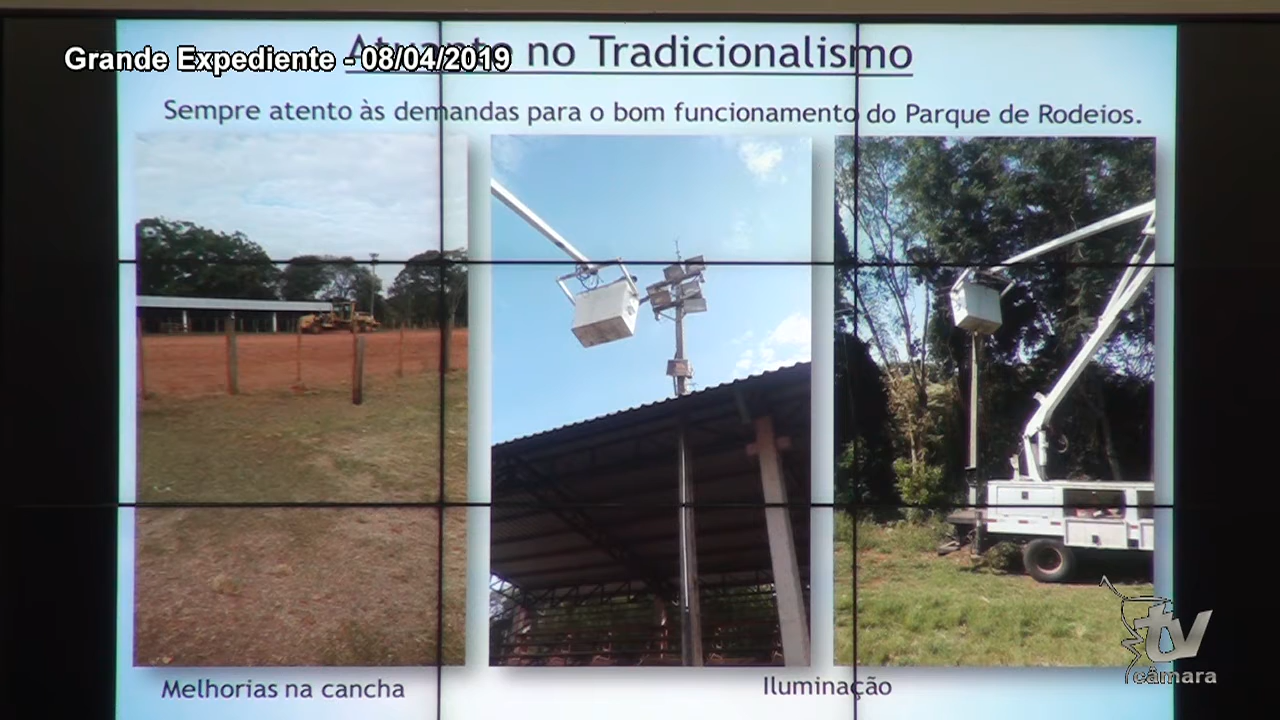 Atuante no Tradicionalismo
Grande Expediente - 08/04/2019
Sempre atento às demandas para o bom funcionamento do Parque de Rodeios.
Melhorias na cancha
Iluminação
tv
câmara